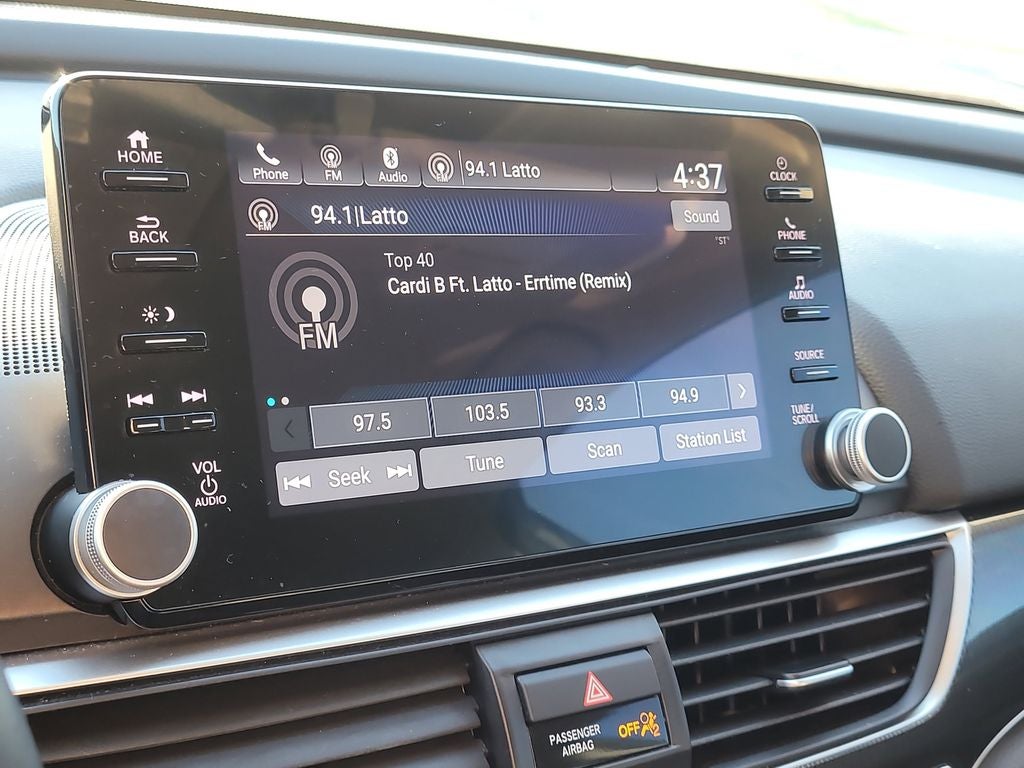 HOME
BACK
VOL
AUDIO
Phone
FM
Audio
94.1 Latto
4:37
FM
94.1|Latto
Sound
"ST"
Top 40
Cardi B Ft. Latto - Errtime (Remix)
FM
97.5
103.5
93.3
94.9
Seek
Tune
Scan
Station List
CLOCK
PHONE
AUDIO
SOURCE
TUNE/
SCROLL
PASSENGER
AIRBAG
OFF
2